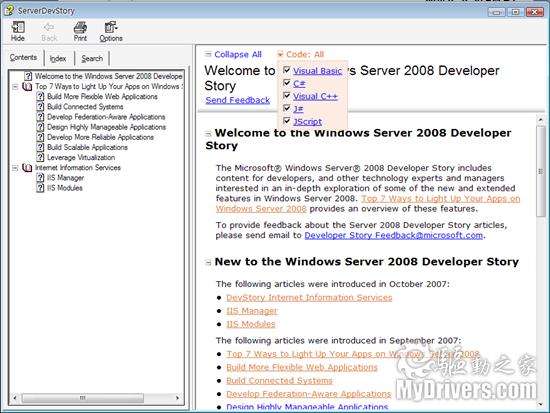 ServerDevStory
Hide Back Print Options
Contents Index Search
Welcome to the Windows Server 2008 Develope
Top 7 Ways to Light Up Your Apps on Windows S
Build More Flexible Web Applications
Build Connected Systems
Develop Federation-Aware Applications
Design Highly Manageable Applications
Develop More Reliable Applications
Build Scalable Applications
Leverage Virtualization
Internet Information Services
IIS Manager
IIS Modules
Collapse All Code: All
Welcome to Windows Server 2008 Developer
Story
Send Feedback
Visual Basic
C#
Visual C++
J#
JScript
Welcome to the Windows Server 2008 Developer
Story
The Microsoft® Windows Server® 2008 Developer Story includes
content for developers, and other technology experts and managers
interested in an in-depth exploration of some of the new and extended
features in Windows Server 2008. Top 7 Ways to Light Up Your Apps on
Windows Server 2008 provides an overview of these features.
To provide feedback about the Server 2008 Developer Story articles,
please send email to Developer Story Feedback@microsoft.com.
New to the Windows Server 2008 Developer Story
The following articles were introduced in October 2007:
DevStory Internet Information Services
IIS Manager
IIS Modules
The following articles were introduced in September 2007:
Top 7 Ways to Light Up Your Apps on Windows Server 2008
Build More Flexible Web Applications
Build Connected Systems
Develop Federation-Aware Applications
Design Highly Manageable Applications
驱动之家
MyDrivers.com